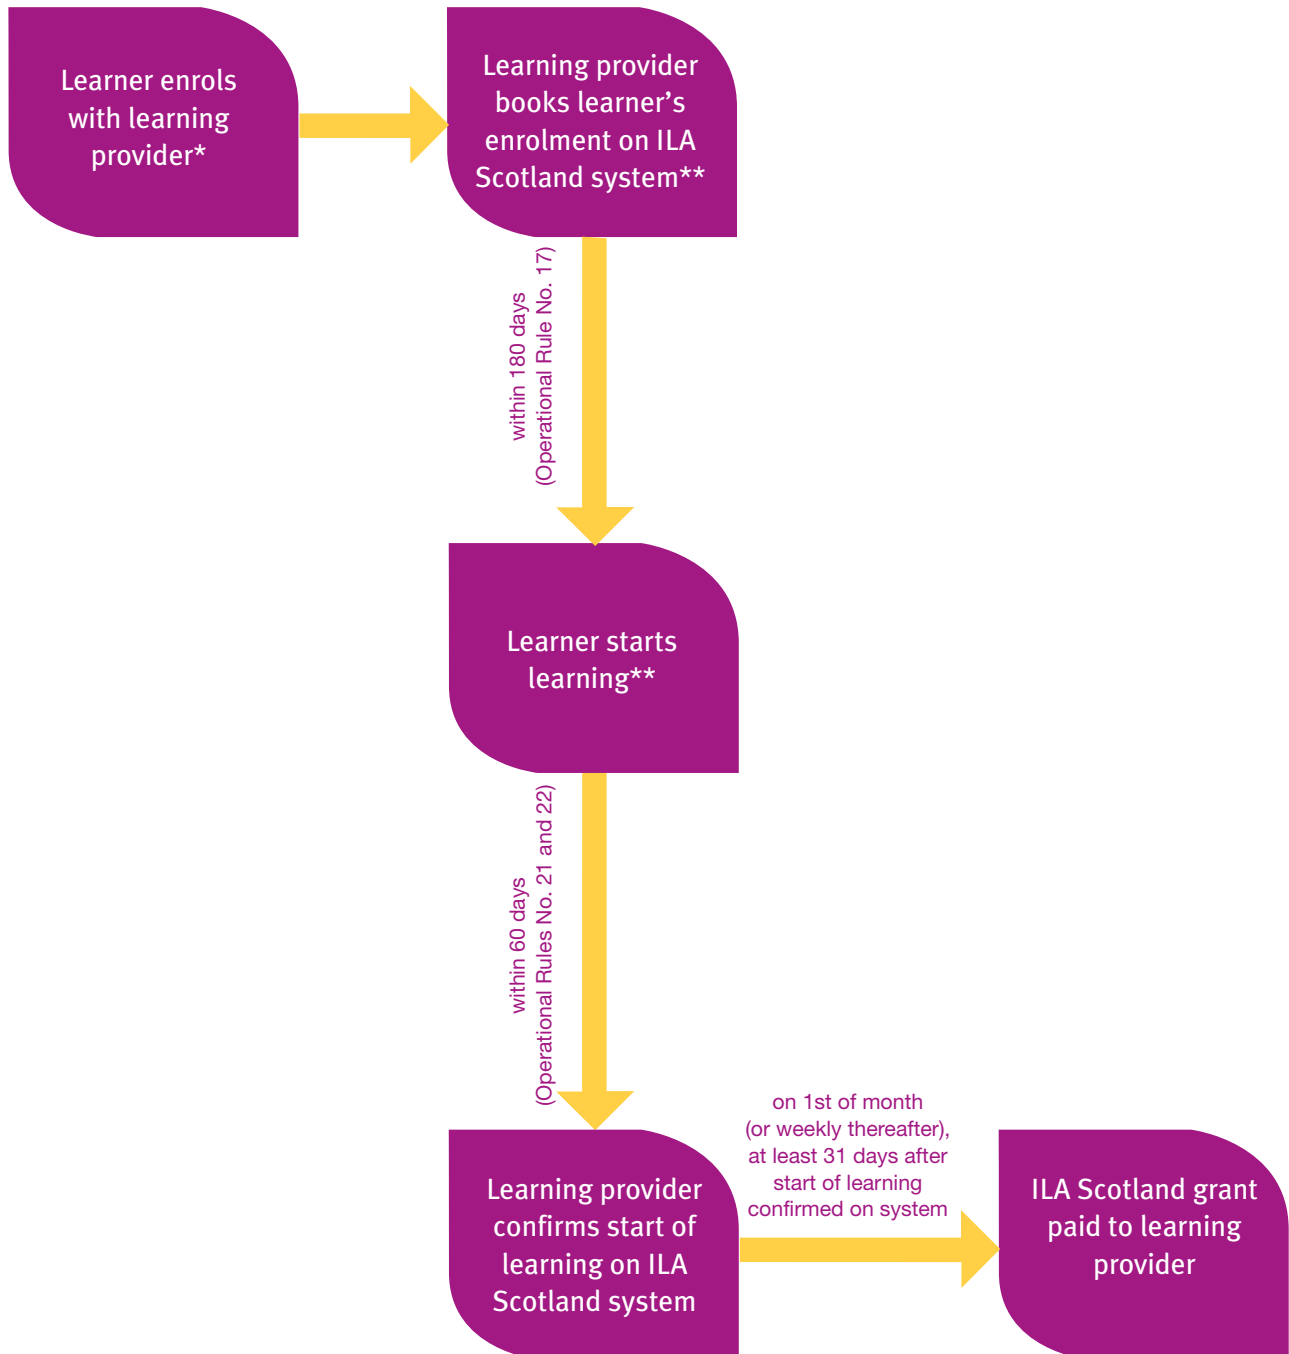 Learner enrols
with learning
provider*
Learning provider
books learner’s
enrolment on ILA
Scotland system**
within 180 days
(Operational Rule No. 17)
Learner starts
learning**
within 60 days
(Operational Rules No. 21 and 22)
Learning provider
confirms start of
learning on ILA
Scotland system
on 1st of month
(or weekly thereafter),
at least 31 days after
start of learning
confirmed on system
ILA Scotland grant
paid to learning
provider